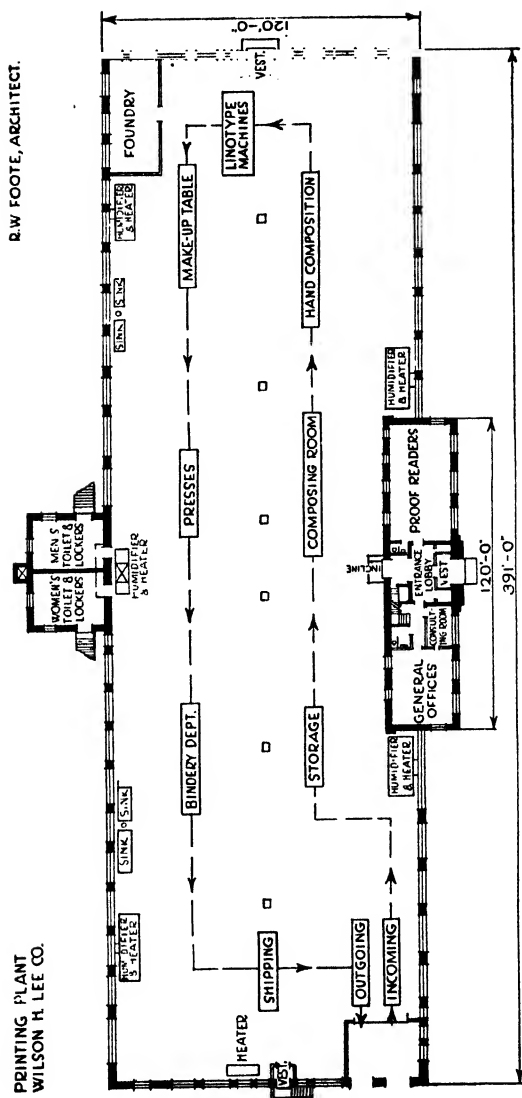 PRINTING PLANT
WILSON H. LEE CO.
R.W FOOTE, ARCHITECT.
HUMIDIFIER
& HEATER
SINK
SINK
WOMEN'S
TOILET &
LOCKERS
MEN'S
TOILET &
LOCKERS
HUMIDIFIER
& HEATER
SINK
SINK
HUMIDIFIER
& HEATER
FOUNDRY
BINDERY DEPT.
PRESSES
MAKE-UP TABLE
LINOTYPE
MACHINES
HEATER
SHIPPING
VEST.
VEST.
120'-0"
STORAGE
COMPOSING ROOM
HAND COMPOSITION
OUTGOING
INCOMING
HUMIDIFIER
& HEATER
GENERAL
OFFICES
CONSULT-
ING ROOM
INCLINE
ENTRANCE
LOBBY
VEST
PROOF READERS
HUMIDIFIER
& HEATER
120'-0"
391'-0"